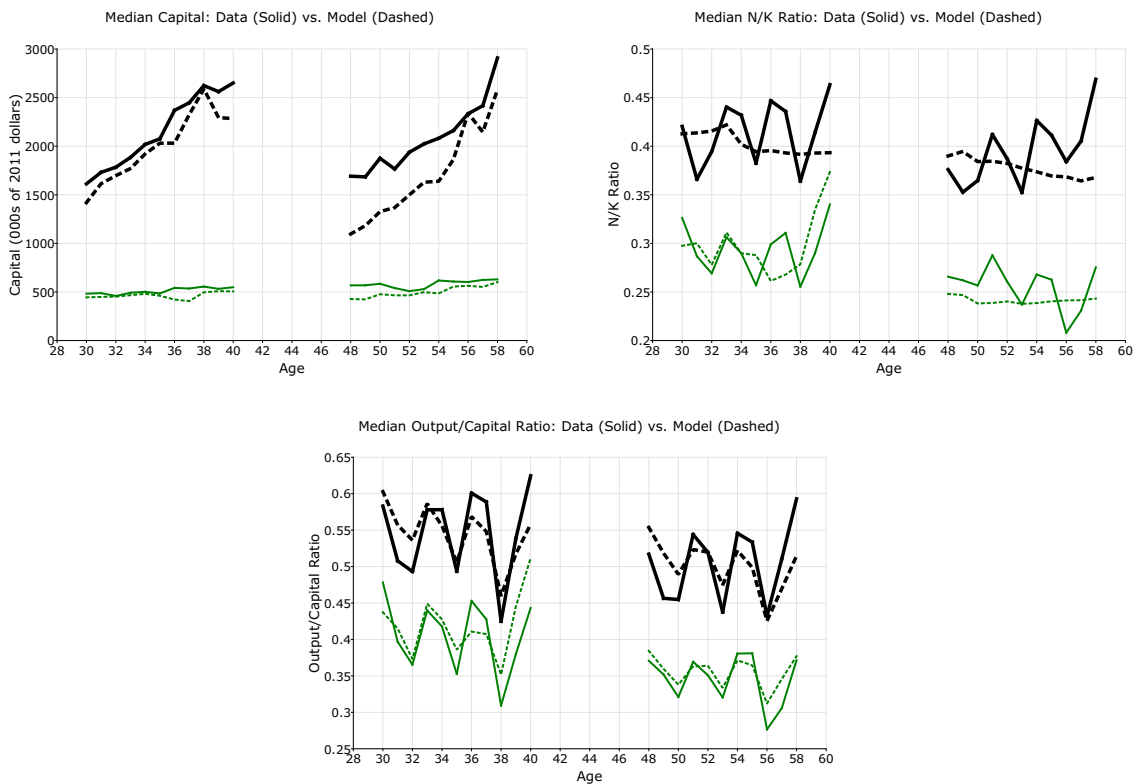 Median Capital: Data (Solid) vs. Model (Dashed)
3000
2500
2000
1500
1000
500
0
Capital (000s of 2011 dollars)
28 30 32 34 36 38 40 42 44 46 48 50 52 54 56 58 60
Age
Median N/K Ratio: Data (Solid) vs. Model (Dashed)
0.5
0.45
0.4
0.35
0.3
0.25
0.2
N/K Ratio
28 30 32 34 36 38 40 42 44 46 48 50 52 54 56 58 60
Age
Median Output/Capital Ratio: Data (Solid) vs. Model (Dashed)
0.65
0.6
0.55
0.5
0.45
0.4
0.35
0.3
0.25
Output/Capital Ratio
28 30 32 34 36 38 40 42 44 46 48 50 52 54 56 58 60
Age